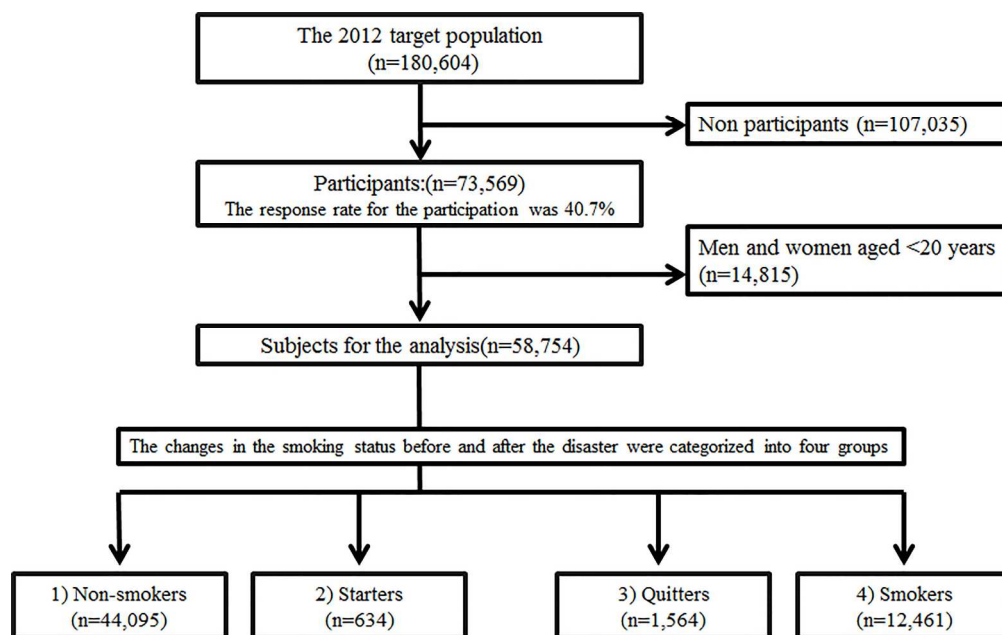 The 2012 target population
(n=180,604)
Non participants (n=107,035)
Participants:(n=73,569)
The response rate for the participation was 40.7%
Men and women aged <20 years
(n=14,815)
Subjects for the analysis(n=58,754)
The changes in the smoking status before and after the disaster were categorized into four groups
1) Non-smokers
(n=44,095)
2) Starters
(n=634)
3) Quitters
(n=1,564)
4) Smokers
(n=12,461)